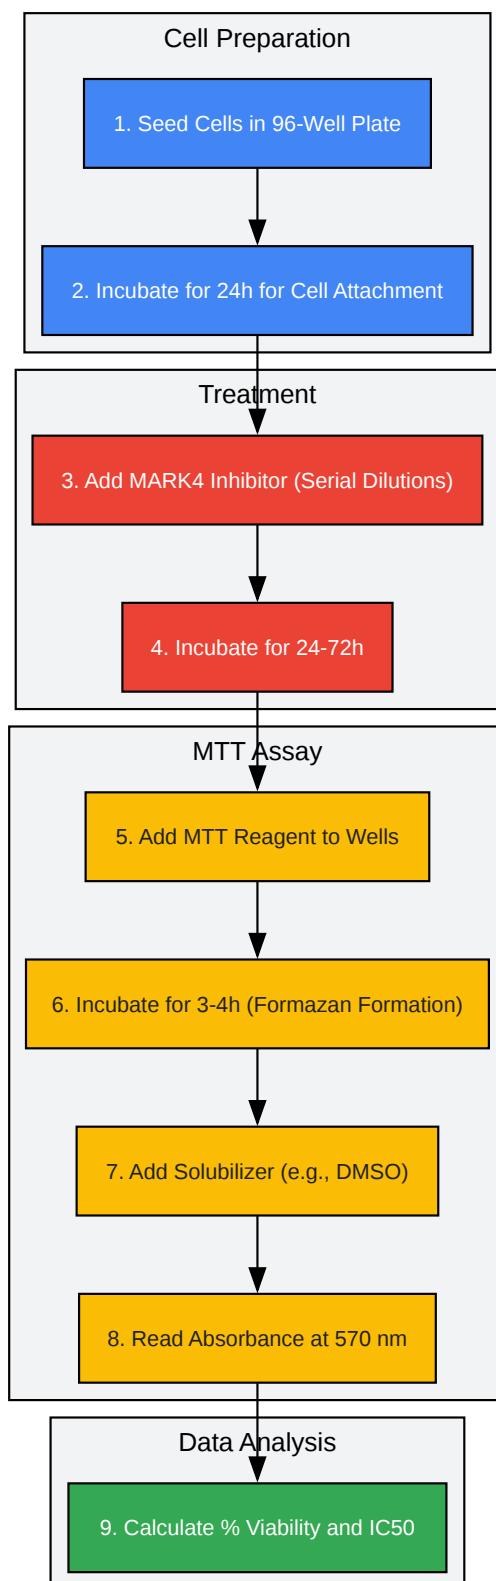 Cell Preparation
1. Seed Cells in 96-Well Plate
2. Incubate for 24h for Cell Attachment
Treatment
3. Add MARK4 Inhibitor (Serial Dilutions)
4. Incubate for 24-72h
MTT Assay
5. Add MTT Reagent to Wells
6. Incubate for 3-4h (Formazan Formation)
7. Add Solubilizer (e.g., DMSO)
8. Read Absorbance at 570 nm
Data Analysis
9. Calculate % Viability and IC50